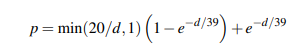 p = min(20/d, 1) (1 − e^{−d/39}) + e^{−d/39}